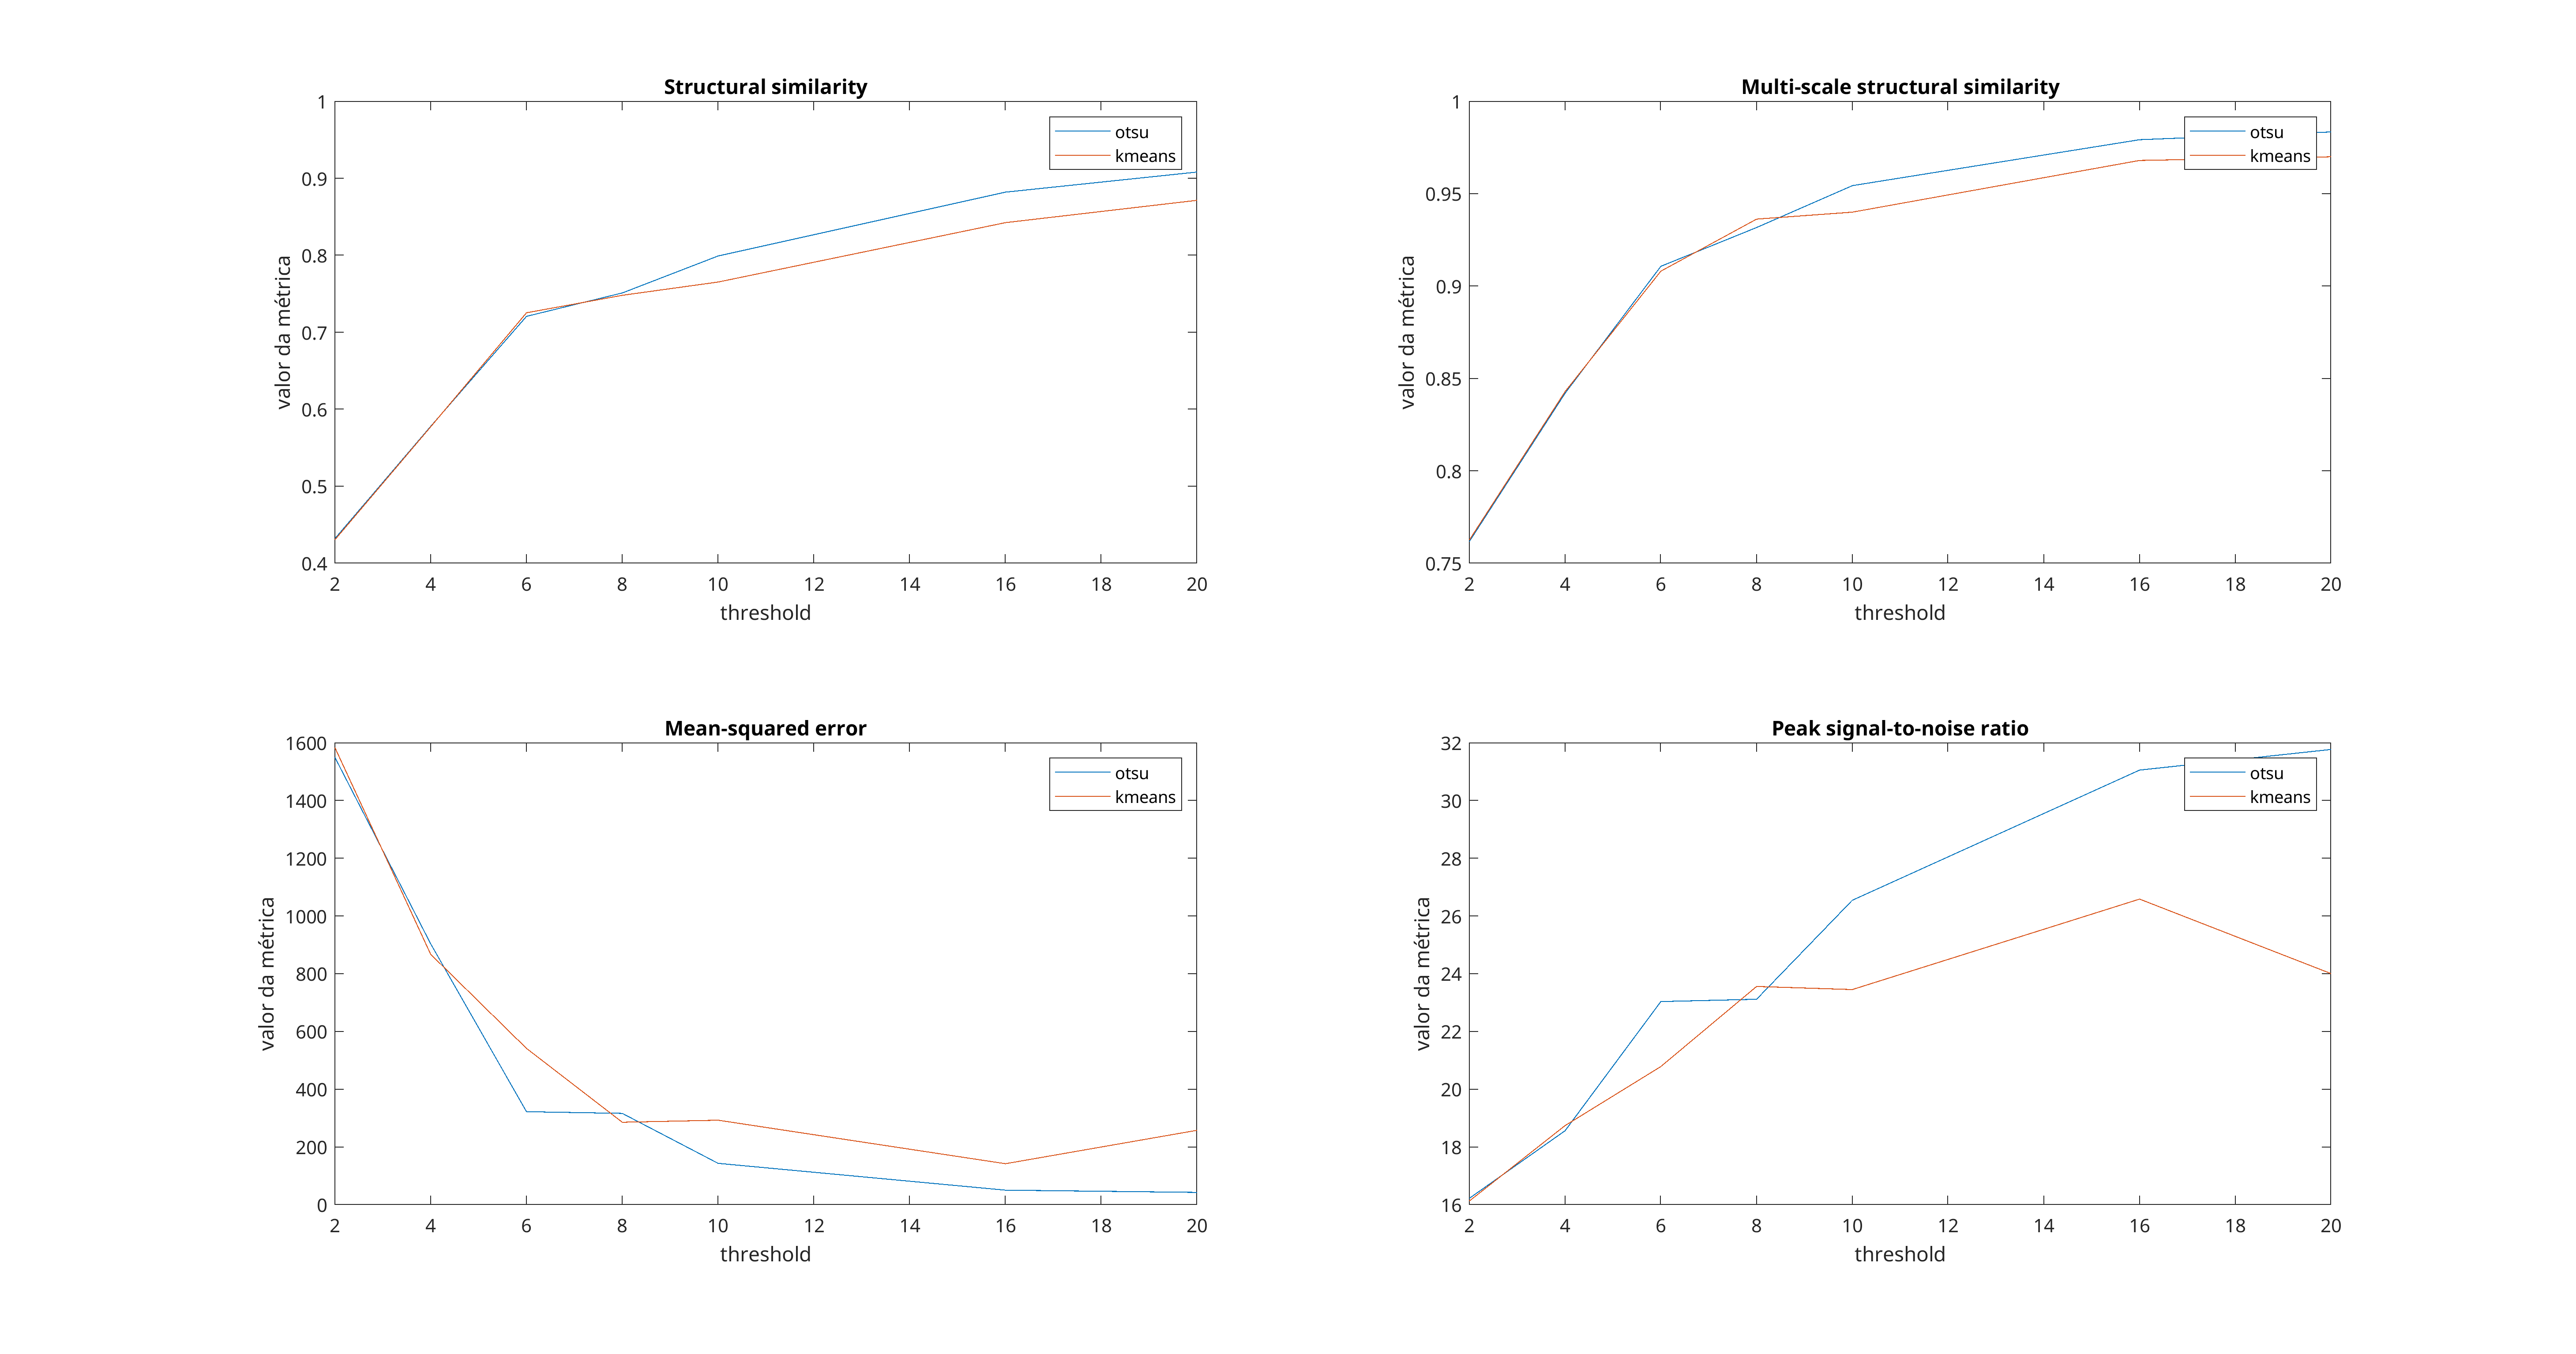 Structural similarity
1
0.9
0.8
0.7
0.6
0.5
0.4
valor da métrica
otsu
kmeans
2 4 6 8 10 12 14 16 18 20
threshold
Multi-scale structural similarity
1
0.95
0.9
0.85
0.8
0.75
valor da métrica
otsu
kmeans
2 4 6 8 10 12 14 16 18 20
threshold
Mean-squared error
1600
1400
1200
1000
800
600
400
200
0
valor da métrica
otsu
kmeans
2 4 6 8 10 12 14 16 18 20
threshold
Peak signal-to-noise ratio
32
30
28
26
24
22
20
18
16
valor da métrica
otsu
kmeans
2 4 6 8 10 12 14 16 18 20
threshold